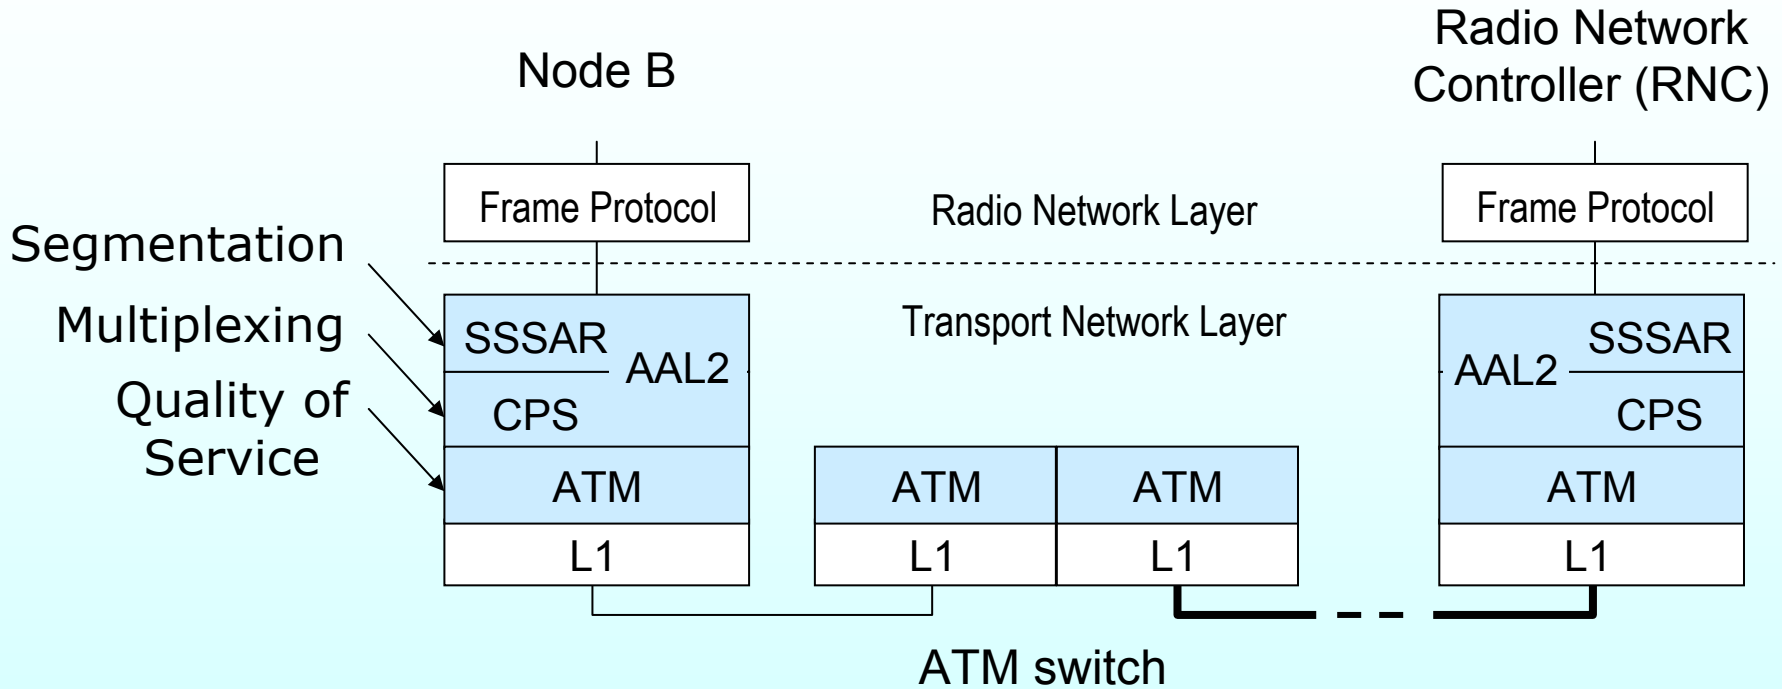 Node B
Radio Network
Controller (RNC)
Frame Protocol
Radio Network Layer
Frame Protocol
Segmentation
Multiplexing
Quality of
Service
Transport Network Layer
SSSAR
AAL2
CPS
ATM
L1
ATM
ATM
L1
L1
SSSAR
AAL2
CPS
ATM
L1
ATM switch